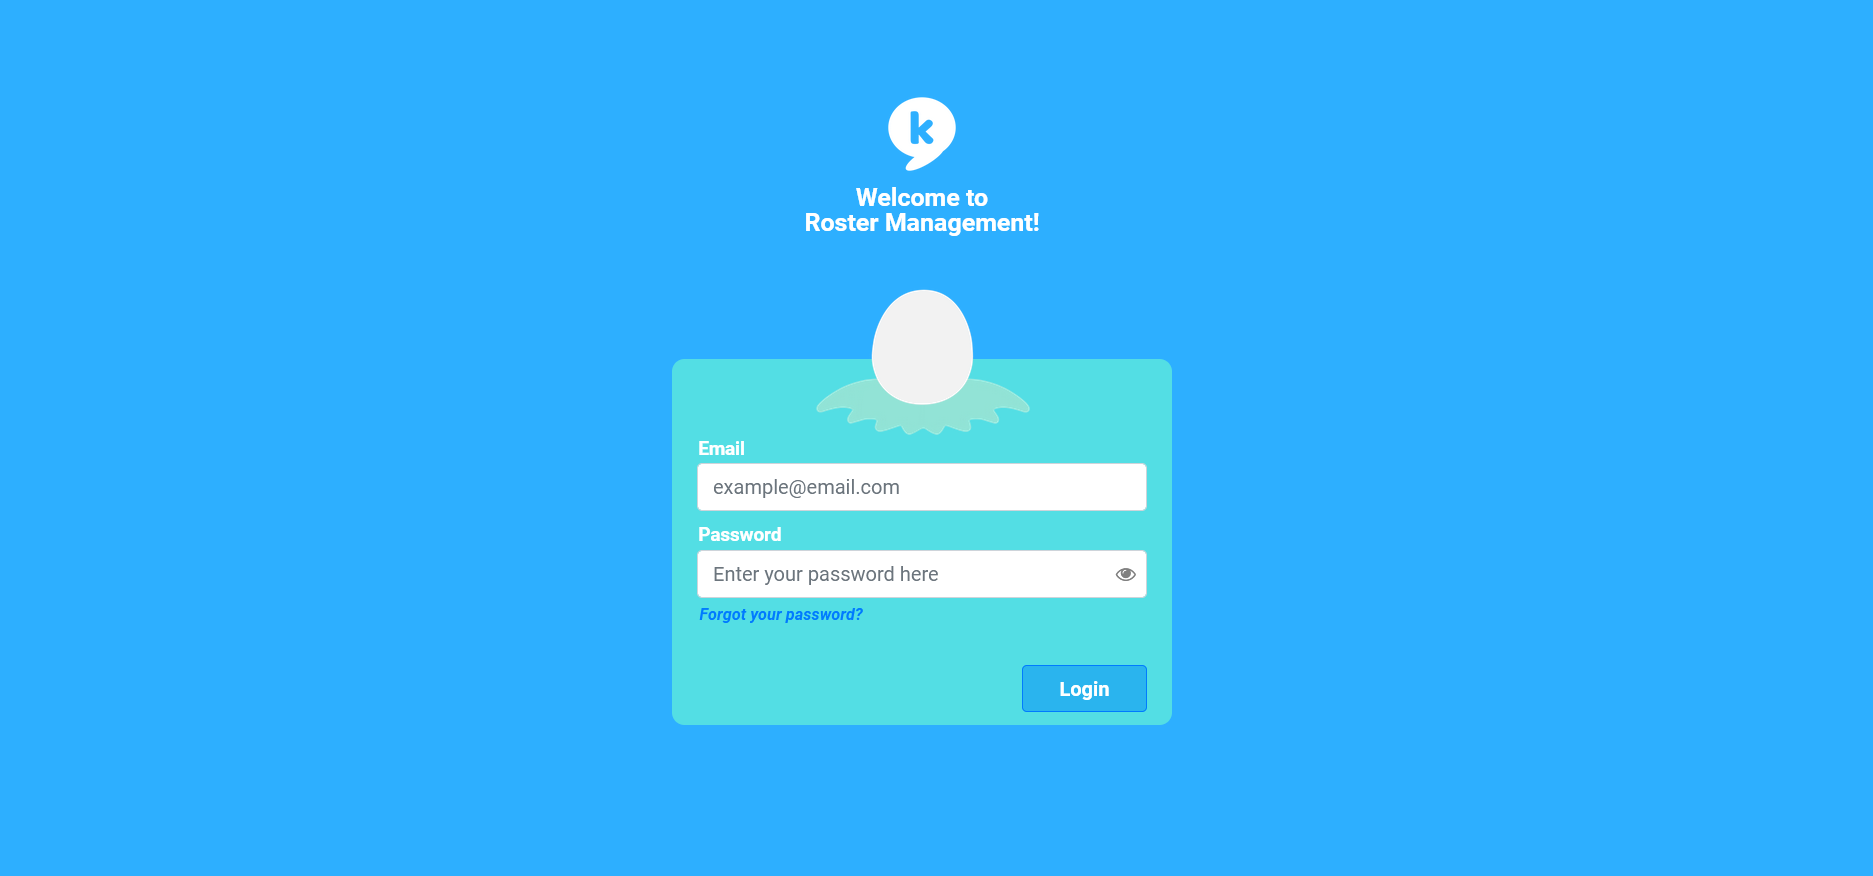 k
Welcome to
Roster Management!
Email
example@email.com
Password
Enter your password here
Forgot your password?
Login